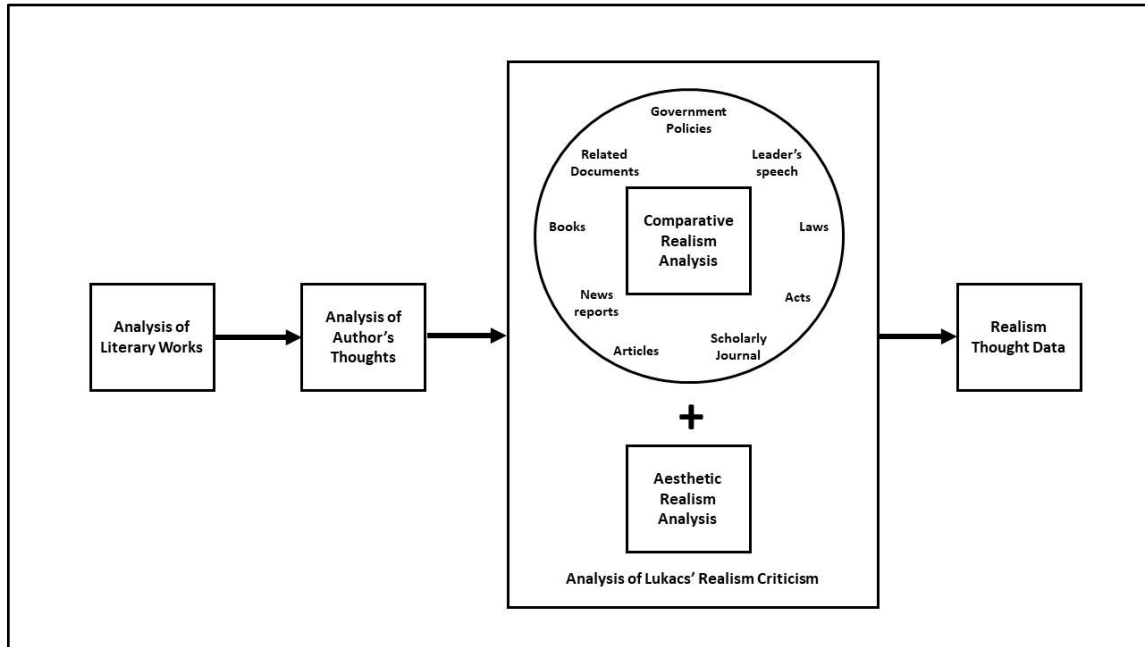 Analysis of
Literary Works
Analysis of
Author's
Thoughts
Government
Policies
Related
Documents
Leader's
speech
Books
Comparative
Realism
Analysis
Laws
News
reports
Acts
Articles
Scholarly
Journal
+
Aesthetic
Realism
Analysis
Analysis of Lukacs' Realism Criticism
Realism
Thought Data